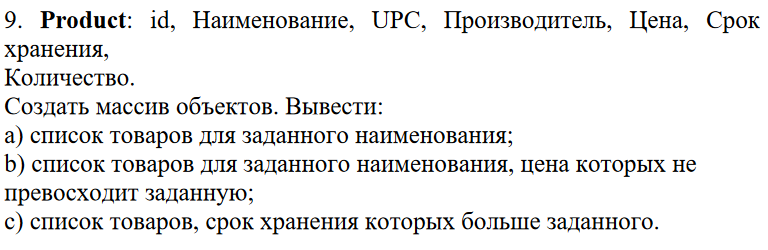 9. Product: id, Наименование, UPC, Производитель, Цена, Срок
хранения,
Количество.
Создать массив объектов. Вывести:
a) список товаров для заданного наименования;
b) список товаров для заданного наименования, цена которых не
превосходит заданную;
c) список товаров, срок хранения которых больше заданного.